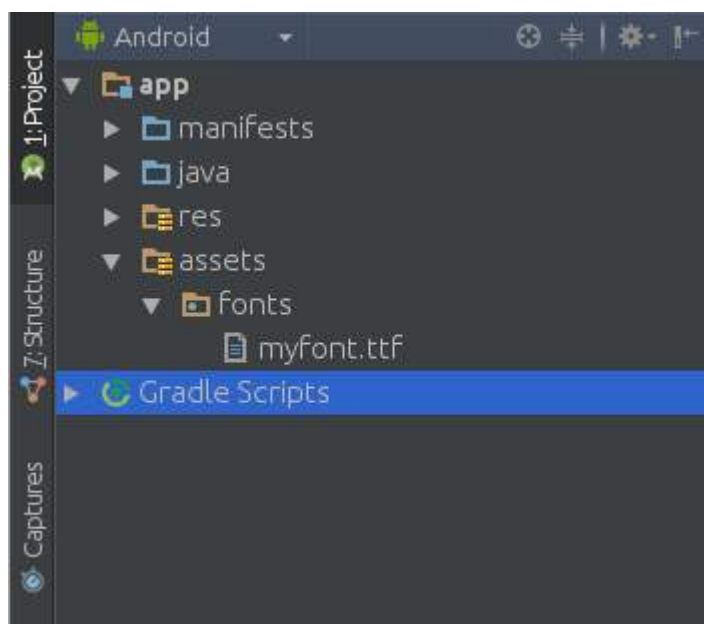 Android
app
manifests
java
res
assets
fonts
myfont.ttf
Gradle Scripts
1: Project
7: Structure
Captures